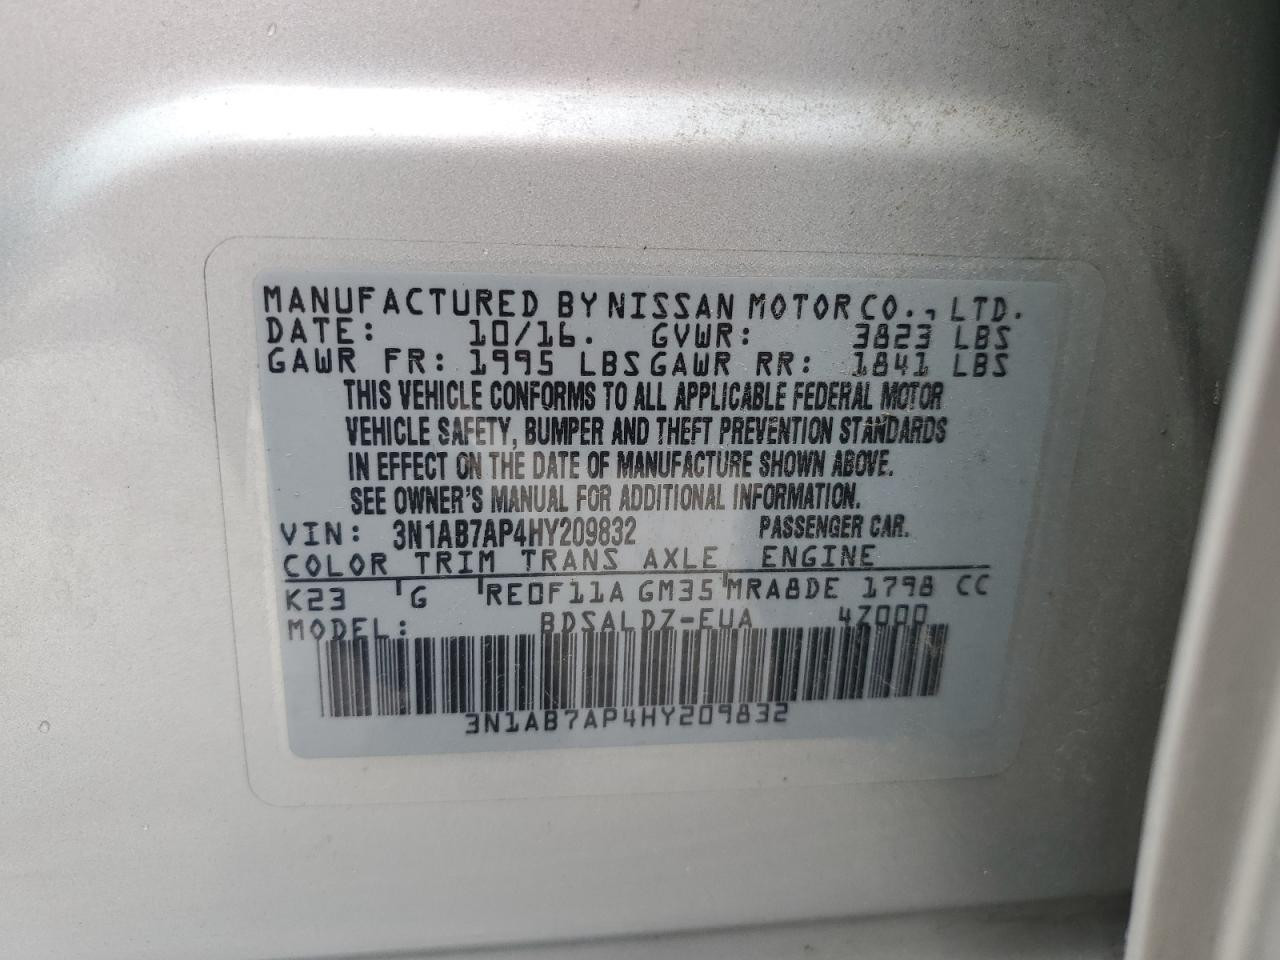 MANUFACTURED BY NISSAN MOTOR CO., LTD.
DATE: 10/16. GVWR: 3823 LBS
GAWR FR: 1995 LBS GAWR RR: 1841 LBS
THIS VEHICLE CONFORMS TO ALL APPLICABLE FEDERAL MOTOR
VEHICLE SAFETY, BUMPER AND THEFT PREVENTION STANDARDS
IN EFFECT ON THE DATE OF MANUFACTURE SHOWN ABOVE.
SEE OWNER'S MANUAL FOR ADDITIONAL INFORMATION.
VIN: 3N1AB7AP4HY209832 PASSENGER CAR.
COLOR TRIM TRANS AXLE ENGINE
K23 G RE0F11A GM35 MRA8DE 1798 CC
MODEL: BDSALDZ-EUA 4Z000
3N1AB7AP4HY209832